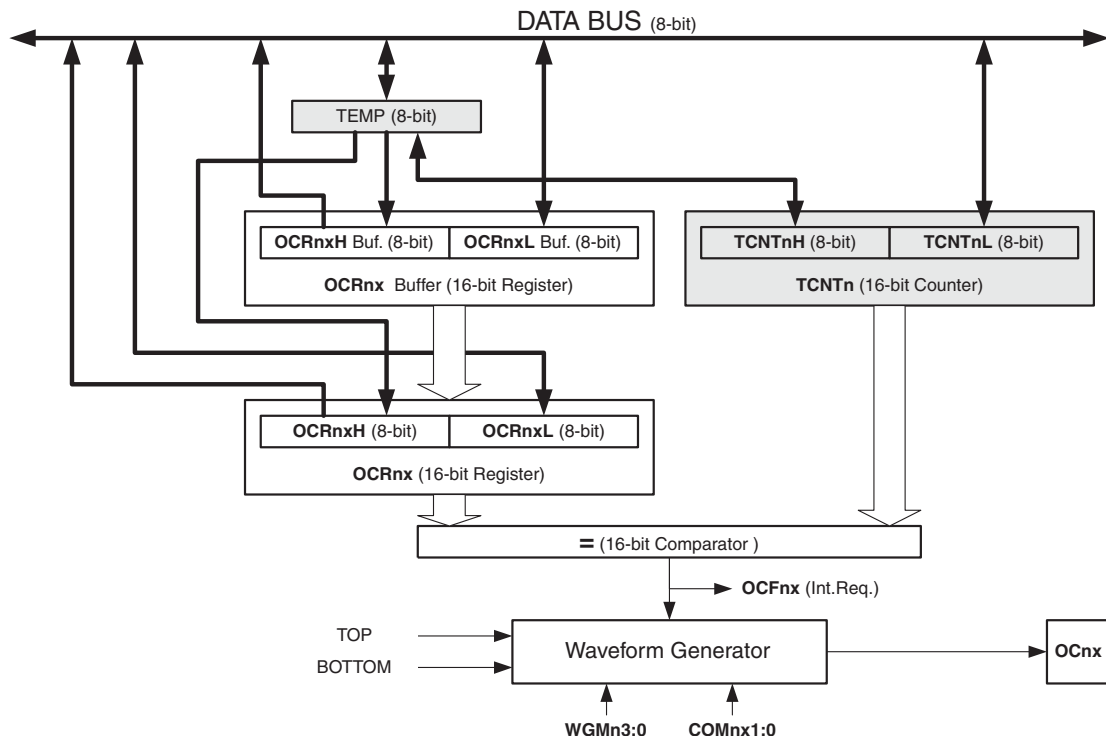 DATA BUS (8-bit)
TEMP (8-bit)
OCRnxH Buf. (8-bit) OCRnxL Buf. (8-bit)
OCRnx Buffer (16-bit Register)
TCNTnH (8-bit) TCNTnL (8-bit)
TCNTn (16-bit Counter)
OCRnxH (8-bit) OCRnxL (8-bit)
OCRnx (16-bit Register)
= (16-bit Comparator )
OCFnx (Int.Req.)
TOP
BOTTOM
Waveform Generator
OCnx
WGMn3:0 COMnx1:0